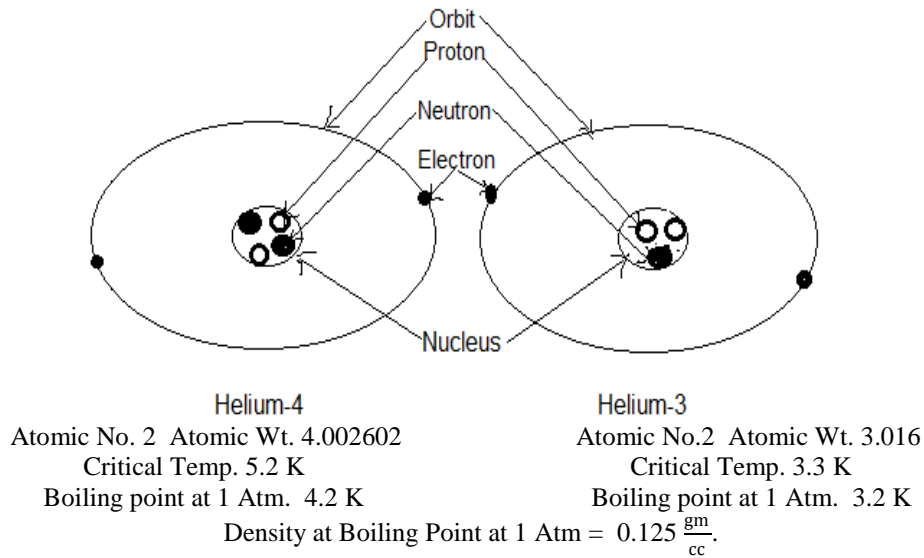 Orbit
Proton
Neutron
Electron
Nucleus
Helium-4 Helium-3
Atomic No. 2 Atomic Wt. 4.002602 Atomic No.2 Atomic Wt. 3.016
Critical Temp. 5.2 K Critical Temp. 3.3 K
Boiling point at 1 Atm. 4.2 K Boiling point at 1 Atm. 3.2 K
Density at Boiling Point at 1 Atm = 0.125 gm/cc.